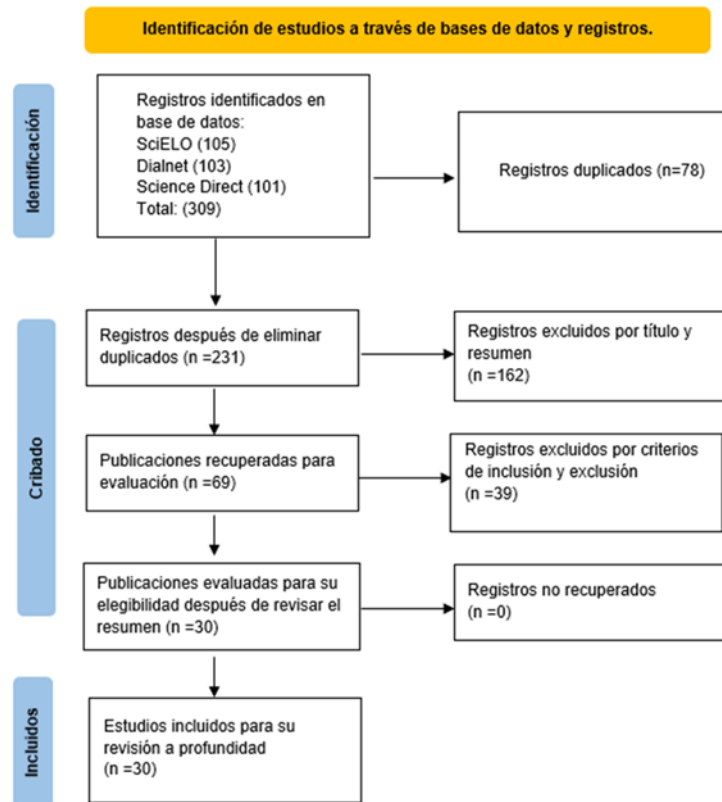 Identificación de estudios a través de bases de datos y registros.
Identificación
Registros identificados en
base de datos:
SciELO (105)
Dialnet (103)
Science Direct (101)
Total: (309)
Registros duplicados (n=78)
Cribado
Registros después de eliminar
duplicados (n =231)
Registros excluidos por título y
resumen
(n =162)
Publicaciones recuperadas para
evaluación (n =69)
Registros excluidos por criterios
de inclusión y exclusión
(n =39)
Publicaciones evaluadas para su
elegibilidad después de revisar el
resumen (n =30)
Registros no recuperados
(n =0)
Incluidos
Estudios incluidos para su
revisión a profundidad
(n =30)